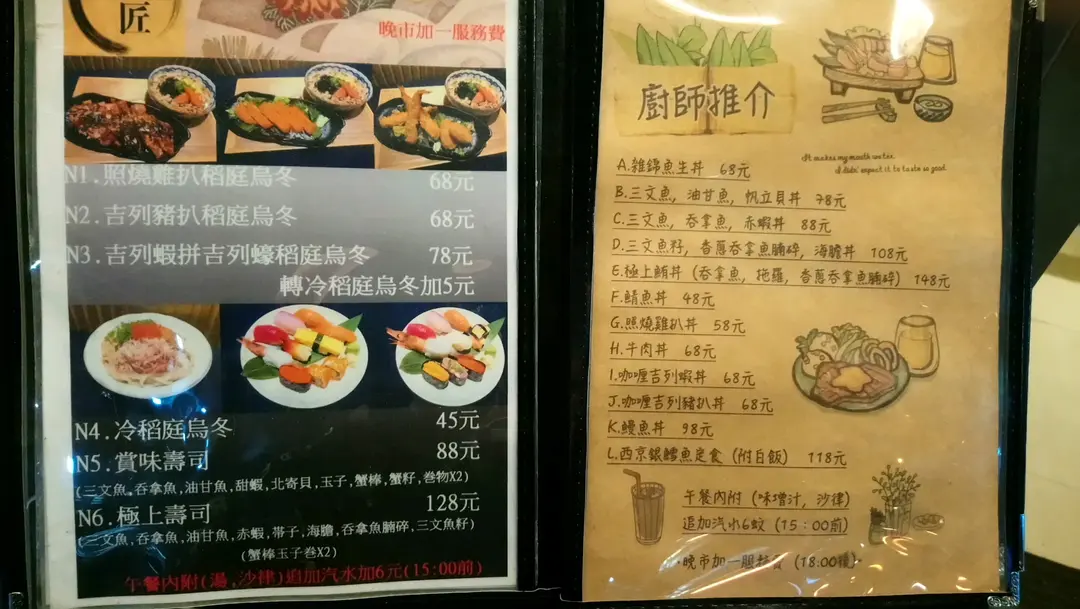 匠
晚市加一服務費
N1.照燒雞扒稻庭烏冬 68元
N2.吉列豬扒稻庭烏冬 68元
N3.吉列蝦拼吉列蠔稻庭烏冬 78元
轉冷稻庭烏冬加5元
N4.冷稻庭烏冬 45元
N5.賞味壽司 88元
(三文魚,吞拿魚,油甘魚,甜蝦,北寄貝,玉子,蟹棒,蟹籽,巻物X2)
N6.極上壽司 128元
(三文魚,吞拿魚,油甘魚,赤蝦,帯子,海膽,吞拿魚腩碎,三文魚籽)
(蟹棒玉子巻X2)
午餐內附(湯,沙律)追加汽水加6元(15:00前)
廚師推介
It makes my mouth water.
I didn't expect it to taste so good.
A.雑錦魚生丼 68元
B.三文魚, 油甘魚, 帆立貝丼 78元
C.三文魚, 吞拿魚, 赤蝦丼 88元
D.三文魚籽, 香蔥吞拿魚腩碎, 海膽丼 108元
E.極上鮪丼 (吞拿魚, 拖羅, 香蔥吞拿魚腩碎) 148元
F.鯖魚丼 48元
G.照燒雞扒丼 58元
H.牛肉丼 68元
I.咖喱吉列蝦丼 68元
J.咖喱吉列豬扒丼 68元
K.鰻魚丼 98元
L.西京銀鱈魚定食 (附白飯) 118元
午餐內附 (味增汁, 沙律)
追加汽水6蚊 (15:00前)
晚市加一服務費 (18.00種)